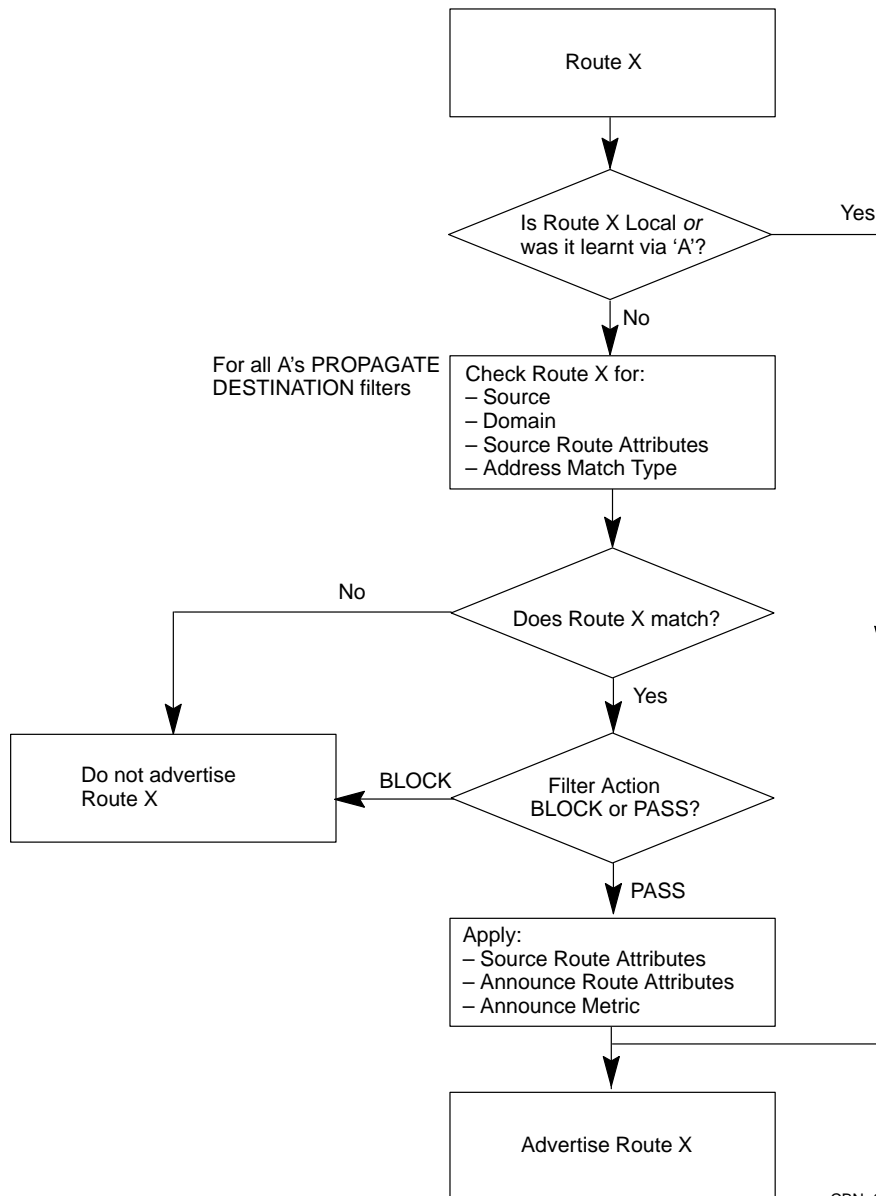 Route X
Is Route X Local or
was it learnt via ‘A’?
Yes
No
For all A’s PROPAGATE
DESTINATION filters
Check Route X for:
– Source
– Domain
– Source Route Attributes
– Address Match Type
No
Does Route X match?
Yes
Do not advertise
Route X
BLOCK
Filter Action
BLOCK or PASS?
PASS
Apply:
– Source Route Attributes
– Announce Route Attributes
– Announce Metric
Advertise Route X